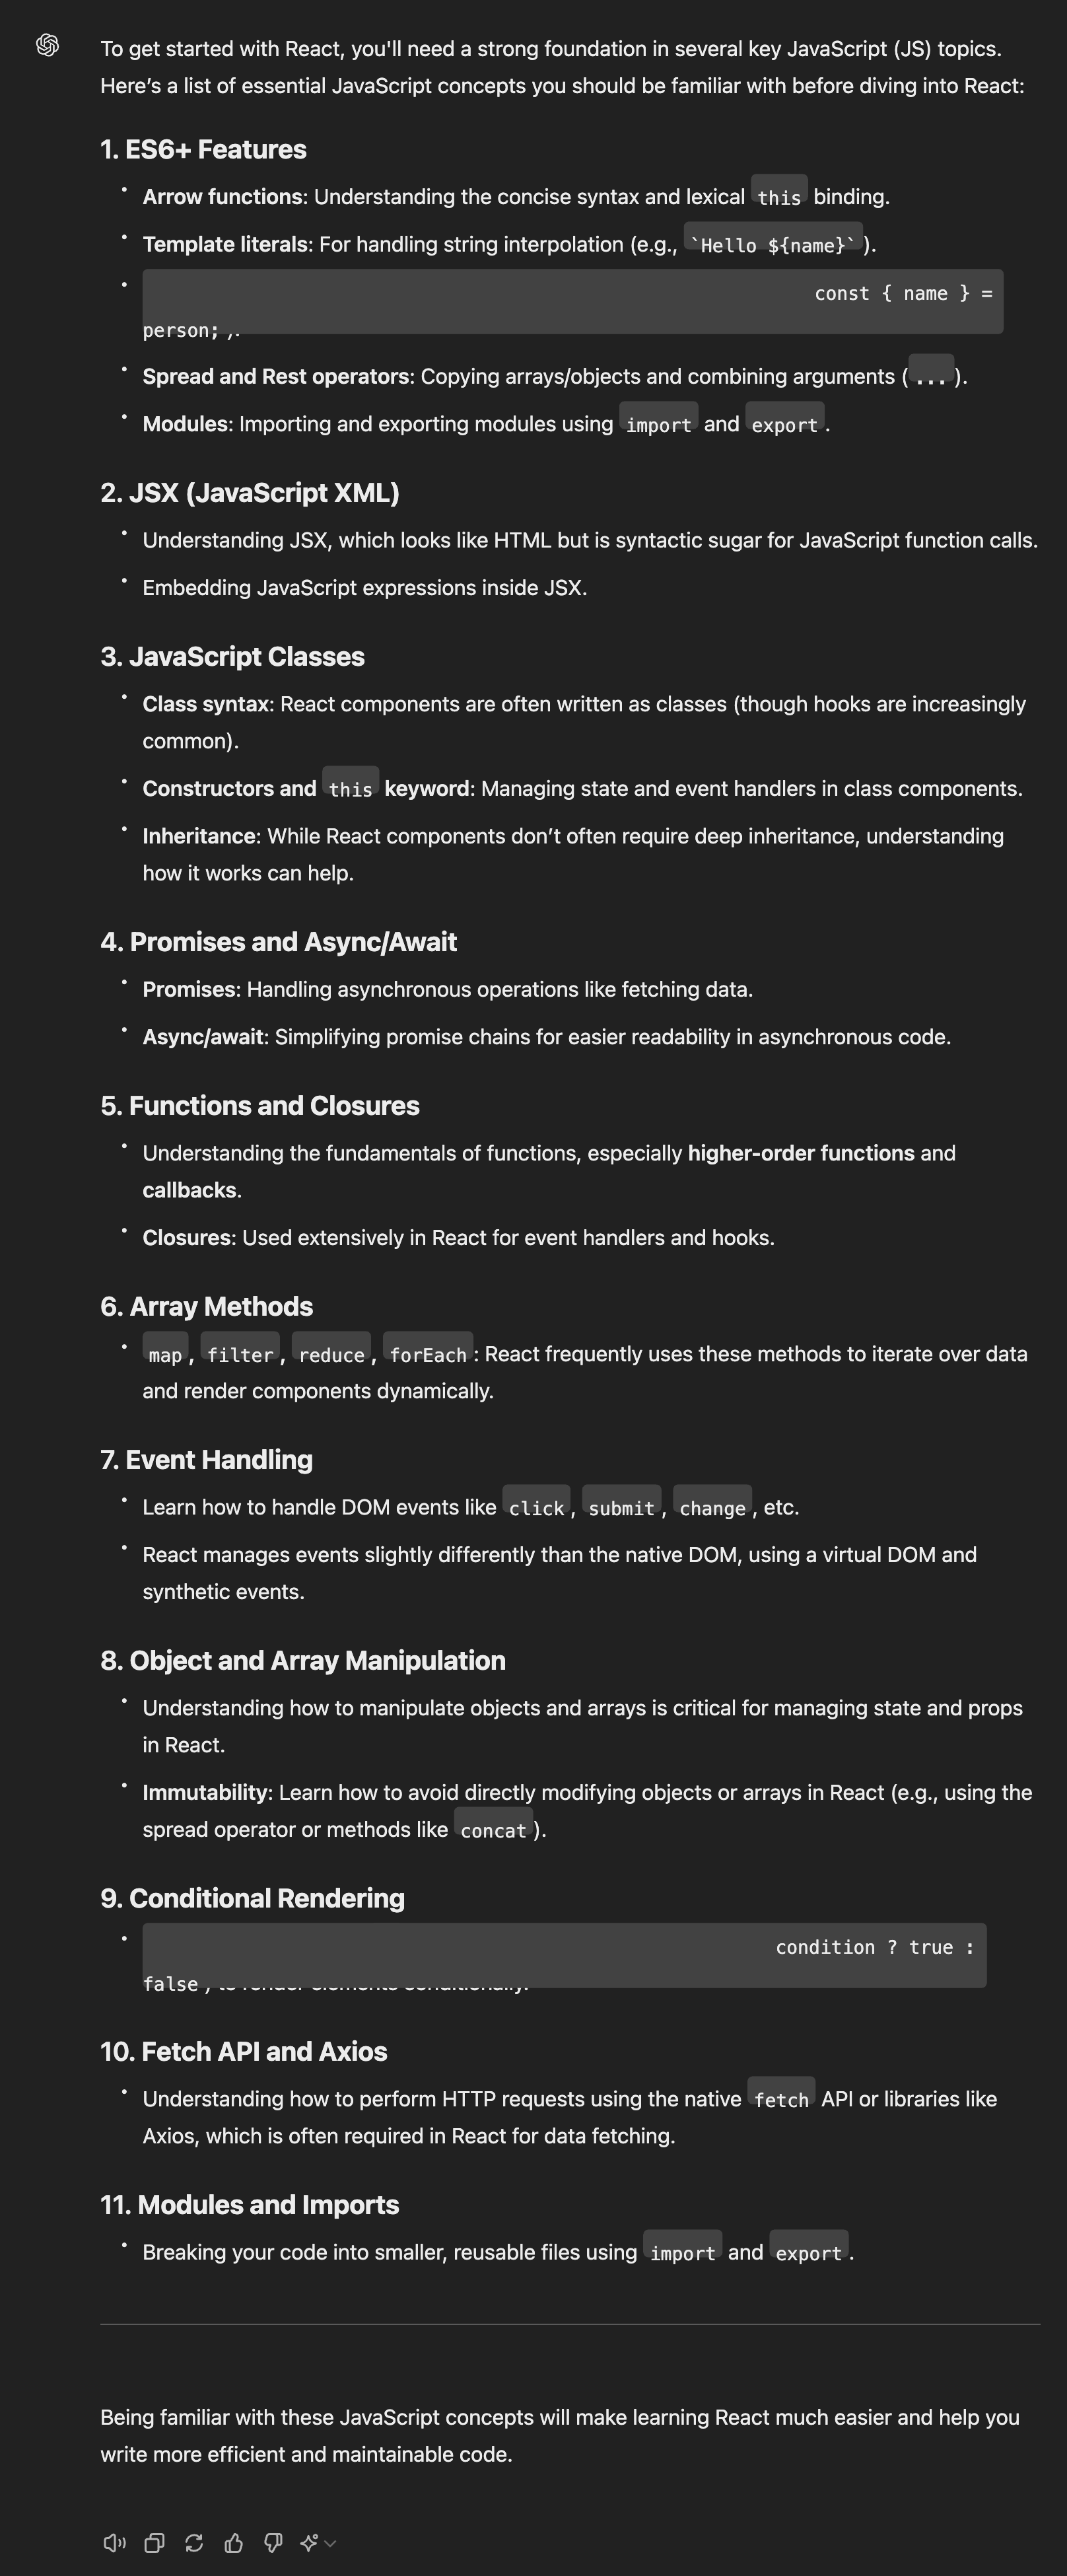 To get started with React, you'll need a strong foundation in several key JavaScript (JS) topics.
Here’s a list of essential JavaScript concepts you should be familiar with before diving into React:
1. ES6+ Features
• Arrow functions: Understanding the concise syntax and lexical this binding.
• Template literals: For handling string interpolation (e.g., `Hello ${name}`).
• const { name } =
person; ).
• Spread and Rest operators: Copying arrays/objects and combining arguments (...).
• Modules: Importing and exporting modules using import and export.
2. JSX (JavaScript XML)
• Understanding JSX, which looks like HTML but is syntactic sugar for JavaScript function calls.
• Embedding JavaScript expressions inside JSX.
3. JavaScript Classes
• Class syntax: React components are often written as classes (though hooks are increasingly
common).
• Constructors and this keyword: Managing state and event handlers in class components.
• Inheritance: While React components don’t often require deep inheritance, understanding
how it works can help.
4. Promises and Async/Await
• Promises: Handling asynchronous operations like fetching data.
• Async/await: Simplifying promise chains for easier readability in asynchronous code.
5. Functions and Closures
• Understanding the fundamentals of functions, especially higher-order functions and
callbacks.
• Closures: Used extensively in React for event handlers and hooks.
6. Array Methods
• map, filter, reduce, forEach: React frequently uses these methods to iterate over data
and render components dynamically.
7. Event Handling
• Learn how to handle DOM events like click, submit, change, etc.
• React manages events slightly differently than the native DOM, using a virtual DOM and
synthetic events.
8. Object and Array Manipulation
• Understanding how to manipulate objects and arrays is critical for managing state and props
in React.
• Immutability: Learn how to avoid directly modifying objects or arrays in React (e.g., using the
spread operator or methods like concat).
9. Conditional Rendering
• condition ? true :
false, to render elements conditionally.
10. Fetch API and Axios
• Understanding how to perform HTTP requests using the native fetch API or libraries like
Axios, which is often required in React for data fetching.
11. Modules and Imports
• Breaking your code into smaller, reusable files using import and export.
Being familiar with these JavaScript concepts will make learning React much easier and help you
write more efficient and maintainable code.